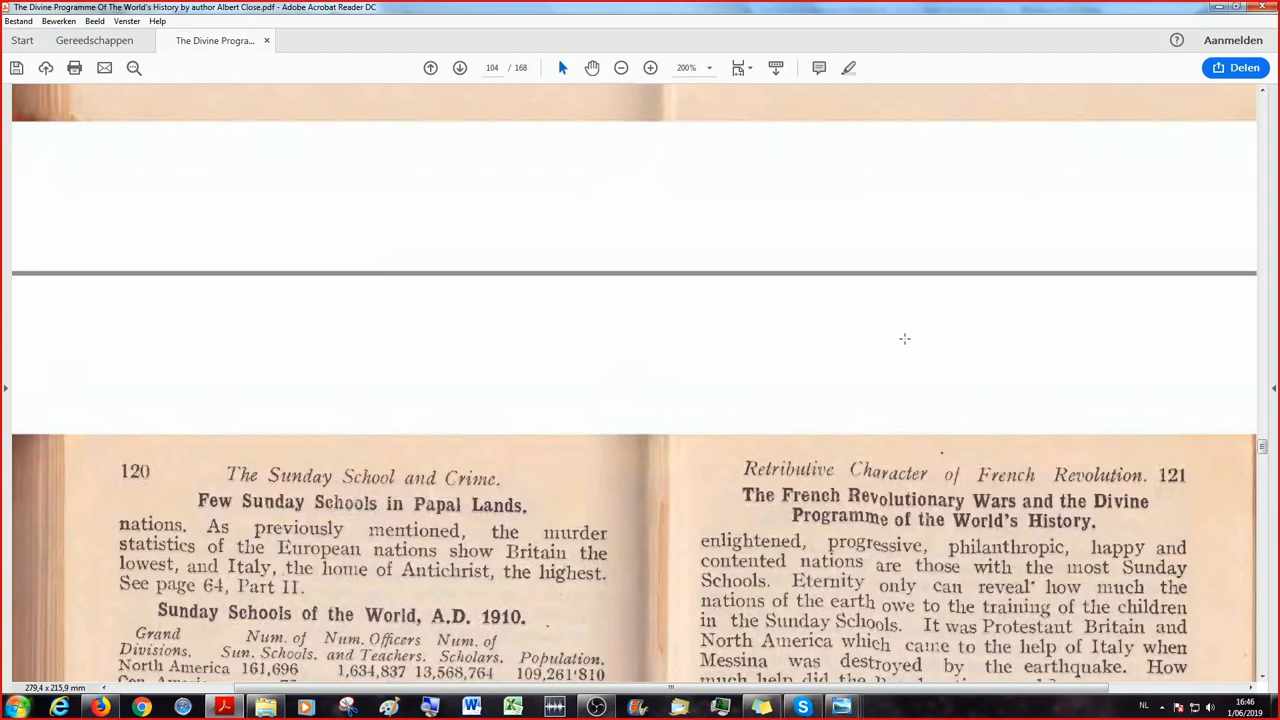 The Divine Programme Of The World's History by author Albert Close.pdf - Adobe Acrobat Reader DC
Bestand Bewerken Beeld Venster Help
Start Gereedschappen The Divine Progra... × Aanmelden
104 / 168 200% Delen
120 The Sunday School and Crime.
Few Sunday Schools in Papal Lands.
nations. As previously mentioned, the murder
statistics of the European nations show Britain the
lowest, and Italy, the home of Antichrist, the highest.
See page 64, Part II.
Sunday Schools of the World, A.D. 1910.
Grand Num. of Num. Officers Num. of
Divisions. Sun. Schools. and Teachers. Scholars. Population.
North America 161,696 1,634,837 13,568,764 109,261'810
Retributive Character of French Revolution. 121
The French Revolutionary Wars and the Divine
Programme of the World's History.
enlightened, progressive, philanthropic, happy and
contented nations are those with the most Sunday
Schools. Eternity only can reveal how much the
nations of the earth owe to the training of the children
in the Sunday Schools. It was Protestant Britain and
North America which came to the help of Italy when
Messina was destroyed by the earthquake. How
much help did the
279,4 x 215,9 mm
NL 16:46
1/06/2019